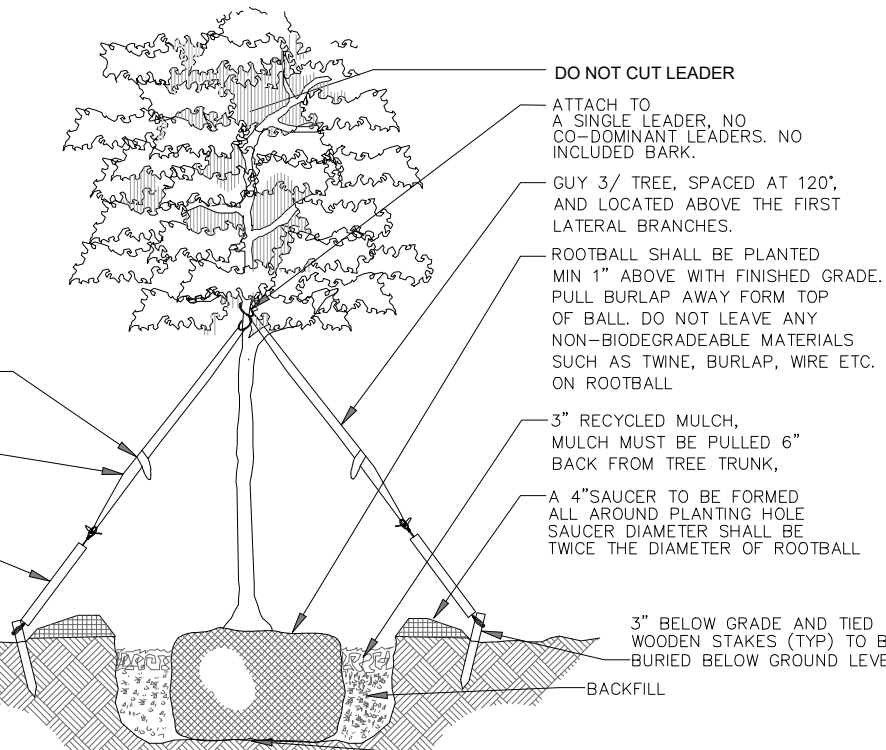 DO NOT CUT LEADER
ATTACH TO
A SINGLE LEADER, NO
CO-DOMINANT LEADERS. NO
INCLUDED BARK.
GUY 3/ TREE, SPACED AT 120°,
AND LOCATED ABOVE THE FIRST
LATERAL BRANCHES.
ROOTBALL SHALL BE PLANTED
MIN 1" ABOVE WITH FINISHED GRADE.
PULL BURLAP AWAY FORM TOP
OF BALL. DO NOT LEAVE ANY
NON-BIODEGRADEABLE MATERIALS
SUCH AS TWINE, BURLAP, WIRE ETC.
ON ROOTBALL
3" RECYCLED MULCH,
MULCH MUST BE PULLED 6"
BACK FROM TREE TRUNK,
A 4"SAUCER TO BE FORMED
ALL AROUND PLANTING HOLE
SAUCER DIAMETER SHALL BE
TWICE THE DIAMETER OF ROOTBALL
3" BELOW GRADE AND TIED
WOODEN STAKES (TYP) TO
BURIED BELOW GROUND
BACKFILL